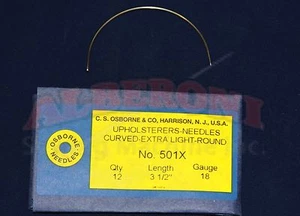 C. S. OSBORNE & CO, HARRISON, N. J., U.S.A.
UPHOLSTERERS-NEEDLES
CURVED-EXTRA LIGHT-ROUND
No. 501X
Qty Length Gauge
12 3 1/2" 18
OSBORNE
NEEDLES